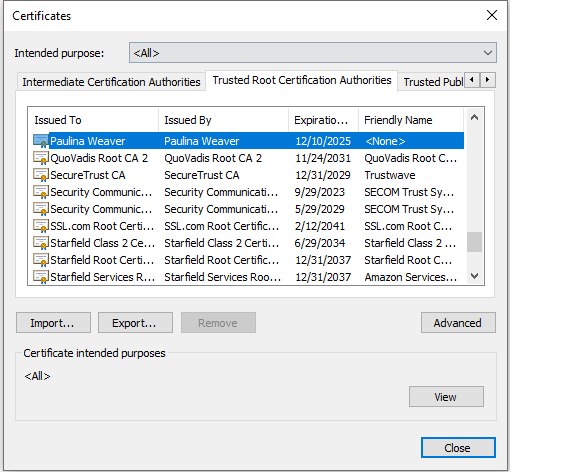 Certificates
Intended purpose: <All>
Intermediate Certification Authorities Trusted Root Certification Authorities Trusted Publ
Issued To Issued By Expiratio... Friendly Name
Paulina Weaver Paulina Weaver 12/10/2025 <None>
QuoVadis Root CA 2 QuoVadis Root CA 2 11/24/2031 QuoVadis Root C...
SecureTrust CA SecureTrust CA 12/31/2029 Trustwave
Security Communic... Security Communicati... 9/29/2023 SECOM Trust Sy...
Security Communic... Security Communicati... 5/29/2029 SECOM Trust Sy...
SSL.com Root Certi... SSL.com Root Certific... 2/12/2041 SSL.com Root C...
Starfield Class 2 Ce... Starfield Class 2 Certi... 6/29/2034 Starfield Class 2 ...
Starfield Root Certi... Starfield Root Certific... 12/31/2037 Starfield Root C...
Starfield Services R... Starfield Services Roo... 12/31/2037 Amazon Services...
Import... Export... Remove Advanced
Certificate intended purposes
<All>
View
Close